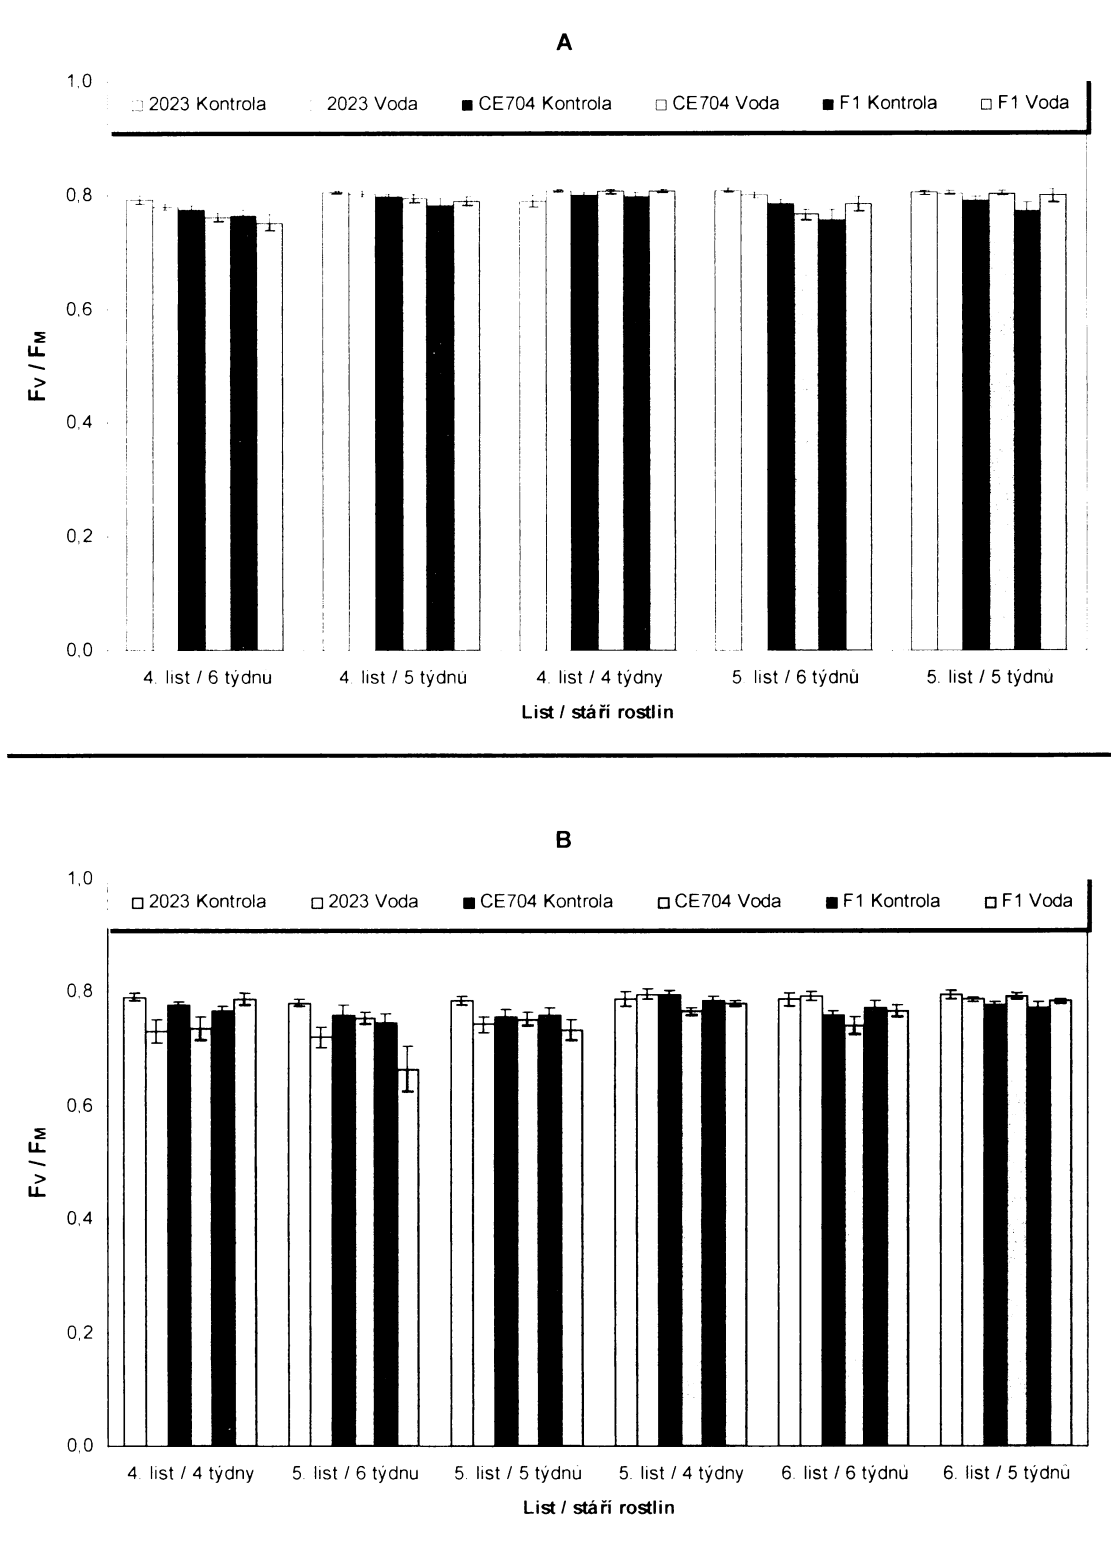 A
1,0
2023 Kontrola 2023 Voda CE704 Kontrola CE704 Voda F1 Kontrola F1 Voda
0,8
0,6
0,4
0,2
0,0
FV / FM
4. list / 6 týdnů 4. list / 5 týdnů 4. list / 4 týdny 5. list / 6 týdnů 5. list / 5 týdnů
List / stáří rostlin
B
1,0
2023 Kontrola 2023 Voda CE704 Kontrola CE704 Voda F1 Kontrola F1 Voda
0,8
0,6
0,4
0,2
0,0
FV / FM
4. list / 4 týdny 5. list / 6 týdnů 5. list / 5 týdnů 5. list / 4 týdny 6. list / 6 týdnů 6. list / 5 týdnů
List / stáří rostlin